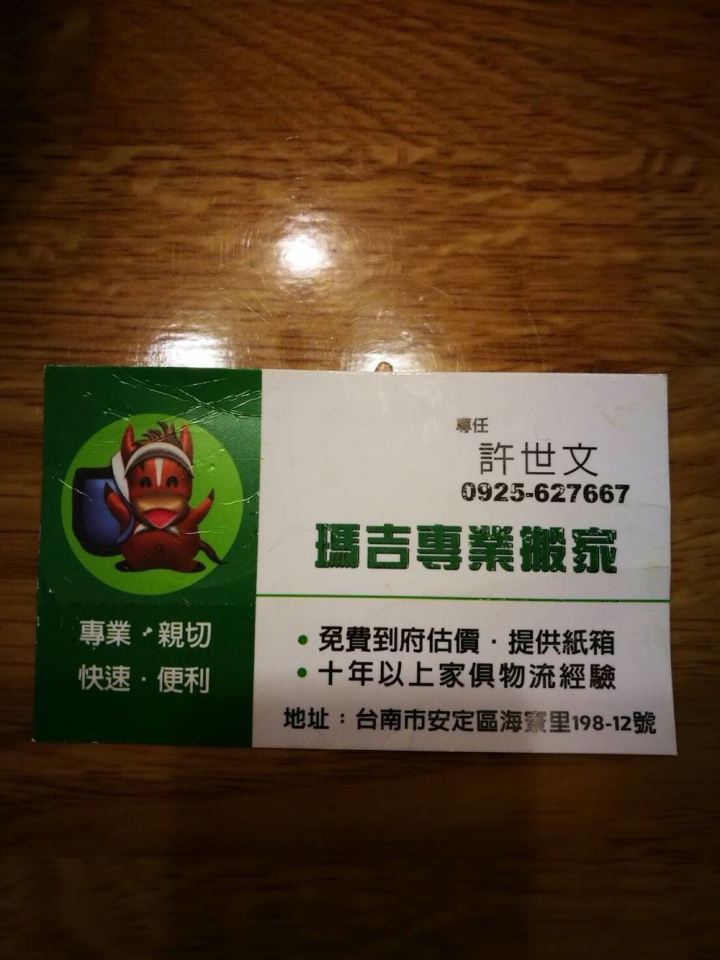 專任
許世文
0925-627667
瑪吉專業搬家
專業·親切
快速·便利
• 免費到府估價·提供紙箱
• 十年以上家俱物流經驗
地址：台南市安定區海寮里198-12號